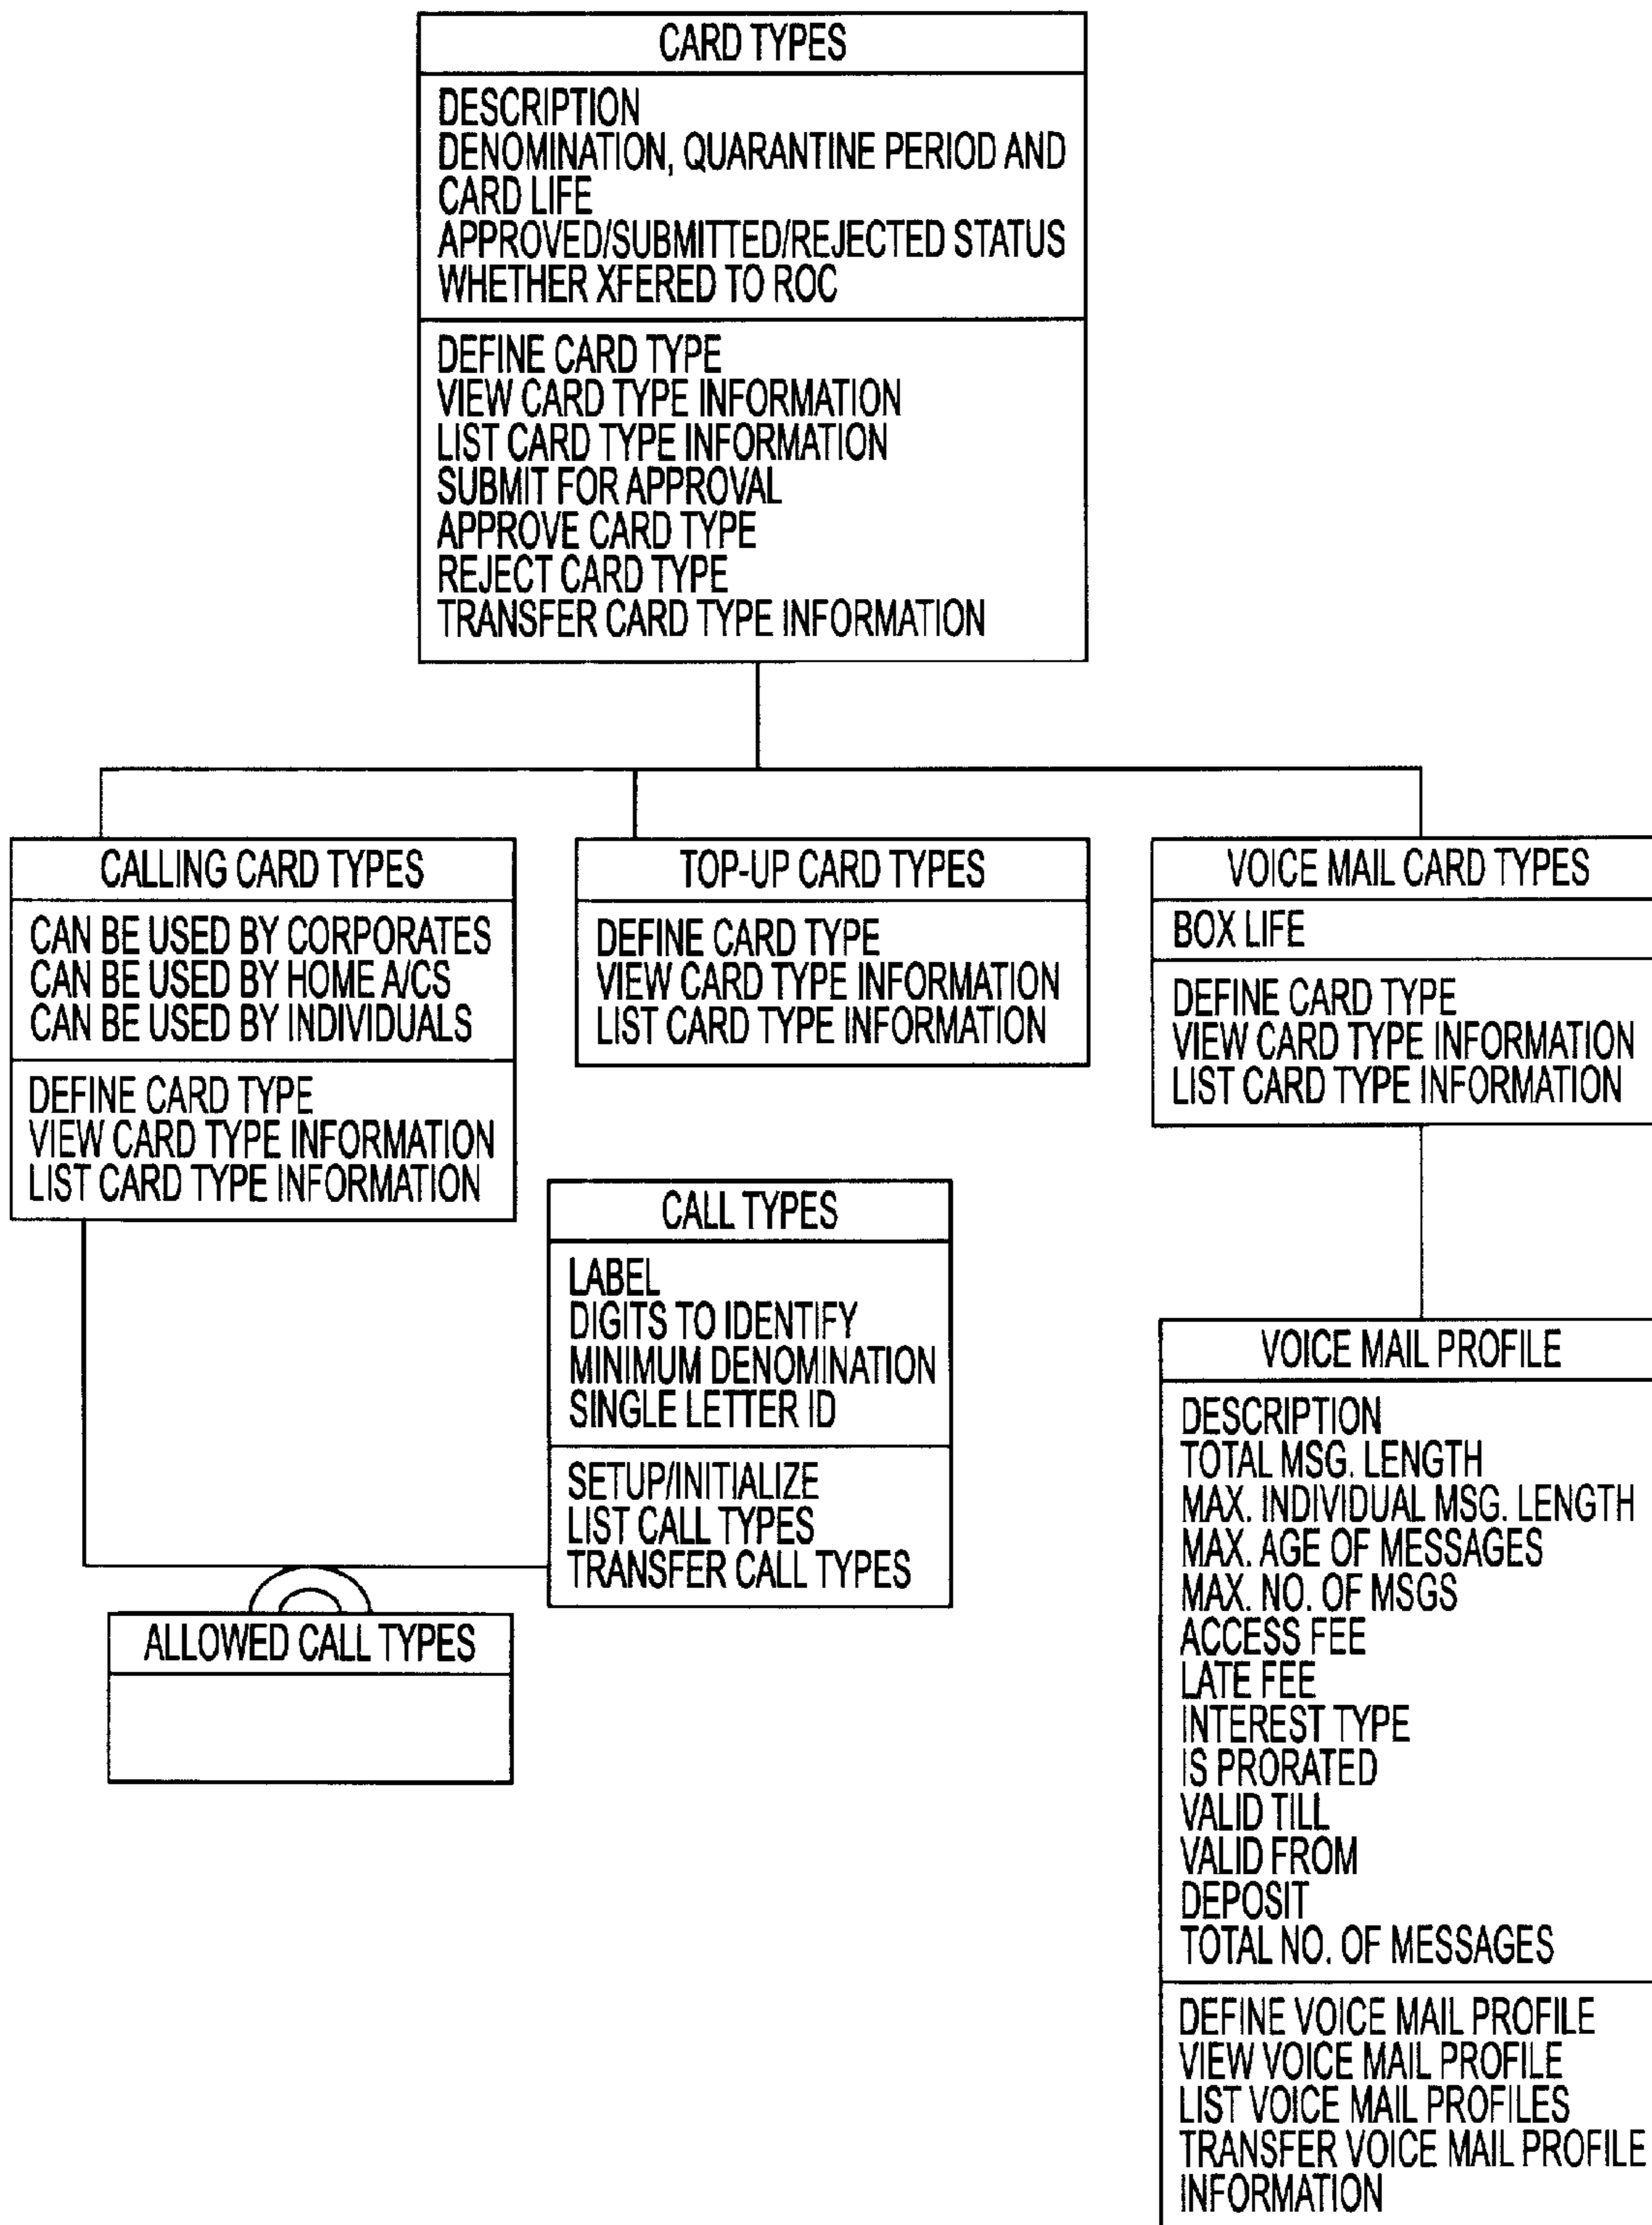 CARD TYPES
DESCRIPTION
DENOMINATION, QUARANTINE PERIOD AND
CARD LIFE
APPROVED/SUBMITTED/REJECTED STATUS
WHETHER XFERED TO ROC
DEFINE CARD TYPE
VIEW CARD TYPE INFORMATION
LIST CARD TYPE INFORMATION
SUBMIT FOR APPROVAL
APPROVE CARD TYPE
REJECT CARD TYPE
TRANSFER CARD TYPE INFORMATION
CALLING CARD TYPES
CAN BE USED BY CORPORATES
CAN BE USED BY HOME A/CS
CAN BE USED BY INDIVIDUALS
DEFINE CARD TYPE
VIEW CARD TYPE INFORMATION
LIST CARD TYPE INFORMATION
TOP-UP CARD TYPES
DEFINE CARD TYPE
VIEW CARD TYPE INFORMATION
LIST CARD TYPE INFORMATION
VOICE MAIL CARD TYPES
BOX LIFE
DEFINE CARD TYPE
VIEW CARD TYPE INFORMATION
LIST CARD TYPE INFORMATION
CALL TYPES
LABEL
DIGITS TO IDENTIFY
MINIMUM DENOMINATION
SINGLE LETTER ID
SETUP/INITIALIZE
LIST CALL TYPES
TRANSFER CALL TYPES
ALLOWED CALL TYPES
VOICE MAIL PROFILE
DESCRIPTION
TOTAL MSG. LENGTH
MAX. INDIVIDUAL MSG. LENGTH
MAX. AGE OF MESSAGES
MAX. NO. OF MSGS
ACCESS FEE
LATE FEE
INTEREST TYPE
IS PRORATED
VALID TILL
VALID FROM
DEPOSIT
TOTAL NO. OF MESSAGES
DEFINE VOICE MAIL PROFILE
VIEW VOICE MAIL PROFILE
LIST VOICE MAIL PROFILES
TRANSFER VOICE MAIL PROFILE
INFORMATION